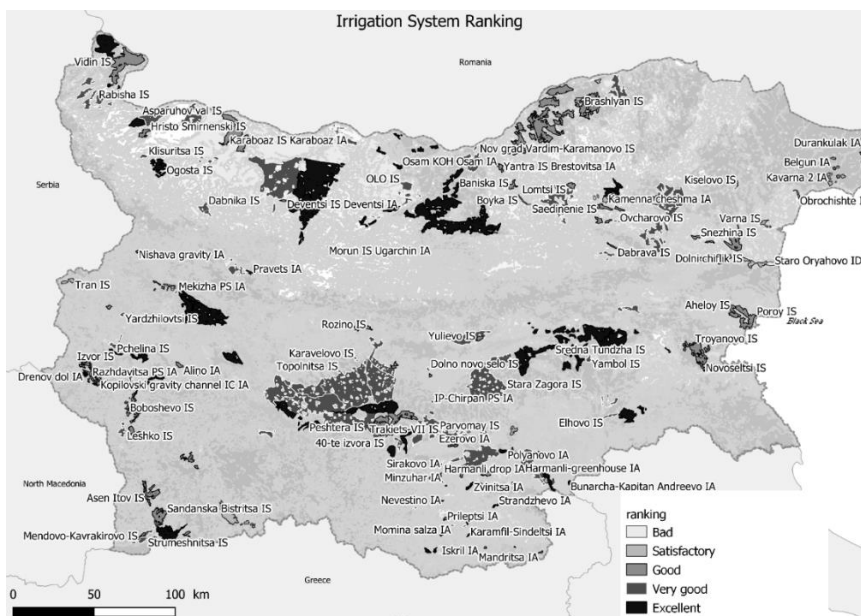 Irrigation System Ranking
Romania
Vidin IS
Rabisha IS
Asparuhov val IS
Hristo Smirnenski IS
Brashlyan IS
Karaboaz IS Karaboaz IA
Nov grad Vardim-Karamanovo IS
Durankulak IA
Klisuritsa IS
Osam KOH Osam IA
Yantra IS Brestovitsa IA
Belgun IA
Ogosta IS
OLO IS
Baniska IS
Lomtsi IS
Kiselovo IS
Kavarna 2 IA
Serbia
Dabnika IS
Deventsi IS Deventsi IA
Boyka IS
Saedinenie IS
Kamenna cheshma IA
Obrochishte I
Ovcharovo IS
Varna IS
Snezhina IS
Nishava gravity IA
Morun IS Ugarchin IA
Dabrava IS
Dolnirchiflik IS
Staro Oryahovo ID
Pravets IA
Tran IS
Mekizha PS IA
Aheloy IS
Poroy IS
Black Sea
Yardzhilovtsi IS
Rozino IS
Yulievo IS
Troyanovo IS
Pchelina IS
Izvor IS
Karavelovo IS
Sredna Tundzha IS
Razhdavitsa PS IA
Alino IA
Topolnitsa IS
Dolno novo selo IS
Yambol IS
Novoseltsi IS
Drenov dol IA
Kopilovski gravity channel IC IA
Stara Zagora IS
IP-Chirpan PS IA
Boboshevo IS
Elhovo IS
Leshko IS
Peshtera IS
Trakiets-VII IS
Parvomay IS
40-te izvora IS
Ezerovo IA
Polyanovo IA
Sirakovo IA
Harmanli drop IA
Harmanli-greenhouse IA
Minzuhar IA
Zvinitsa IA
Bunarcha-Kapitan Andreevo IA
North Macedonia
Asen Itov IS
Nevestino IA
Strandzhevo IA
Sandanska Bistritsa IS
Prileptsi IA
Mendovo-Kavrakirovo IS
Strumeshnitsa IS
Momina salza IA
Karamfil-Sindeltsi IA
Iskril IA
Mandritsa IA
Greece
ranking
Bad
Satisfactory
Good
Very good
Excellent
0 50 100 km